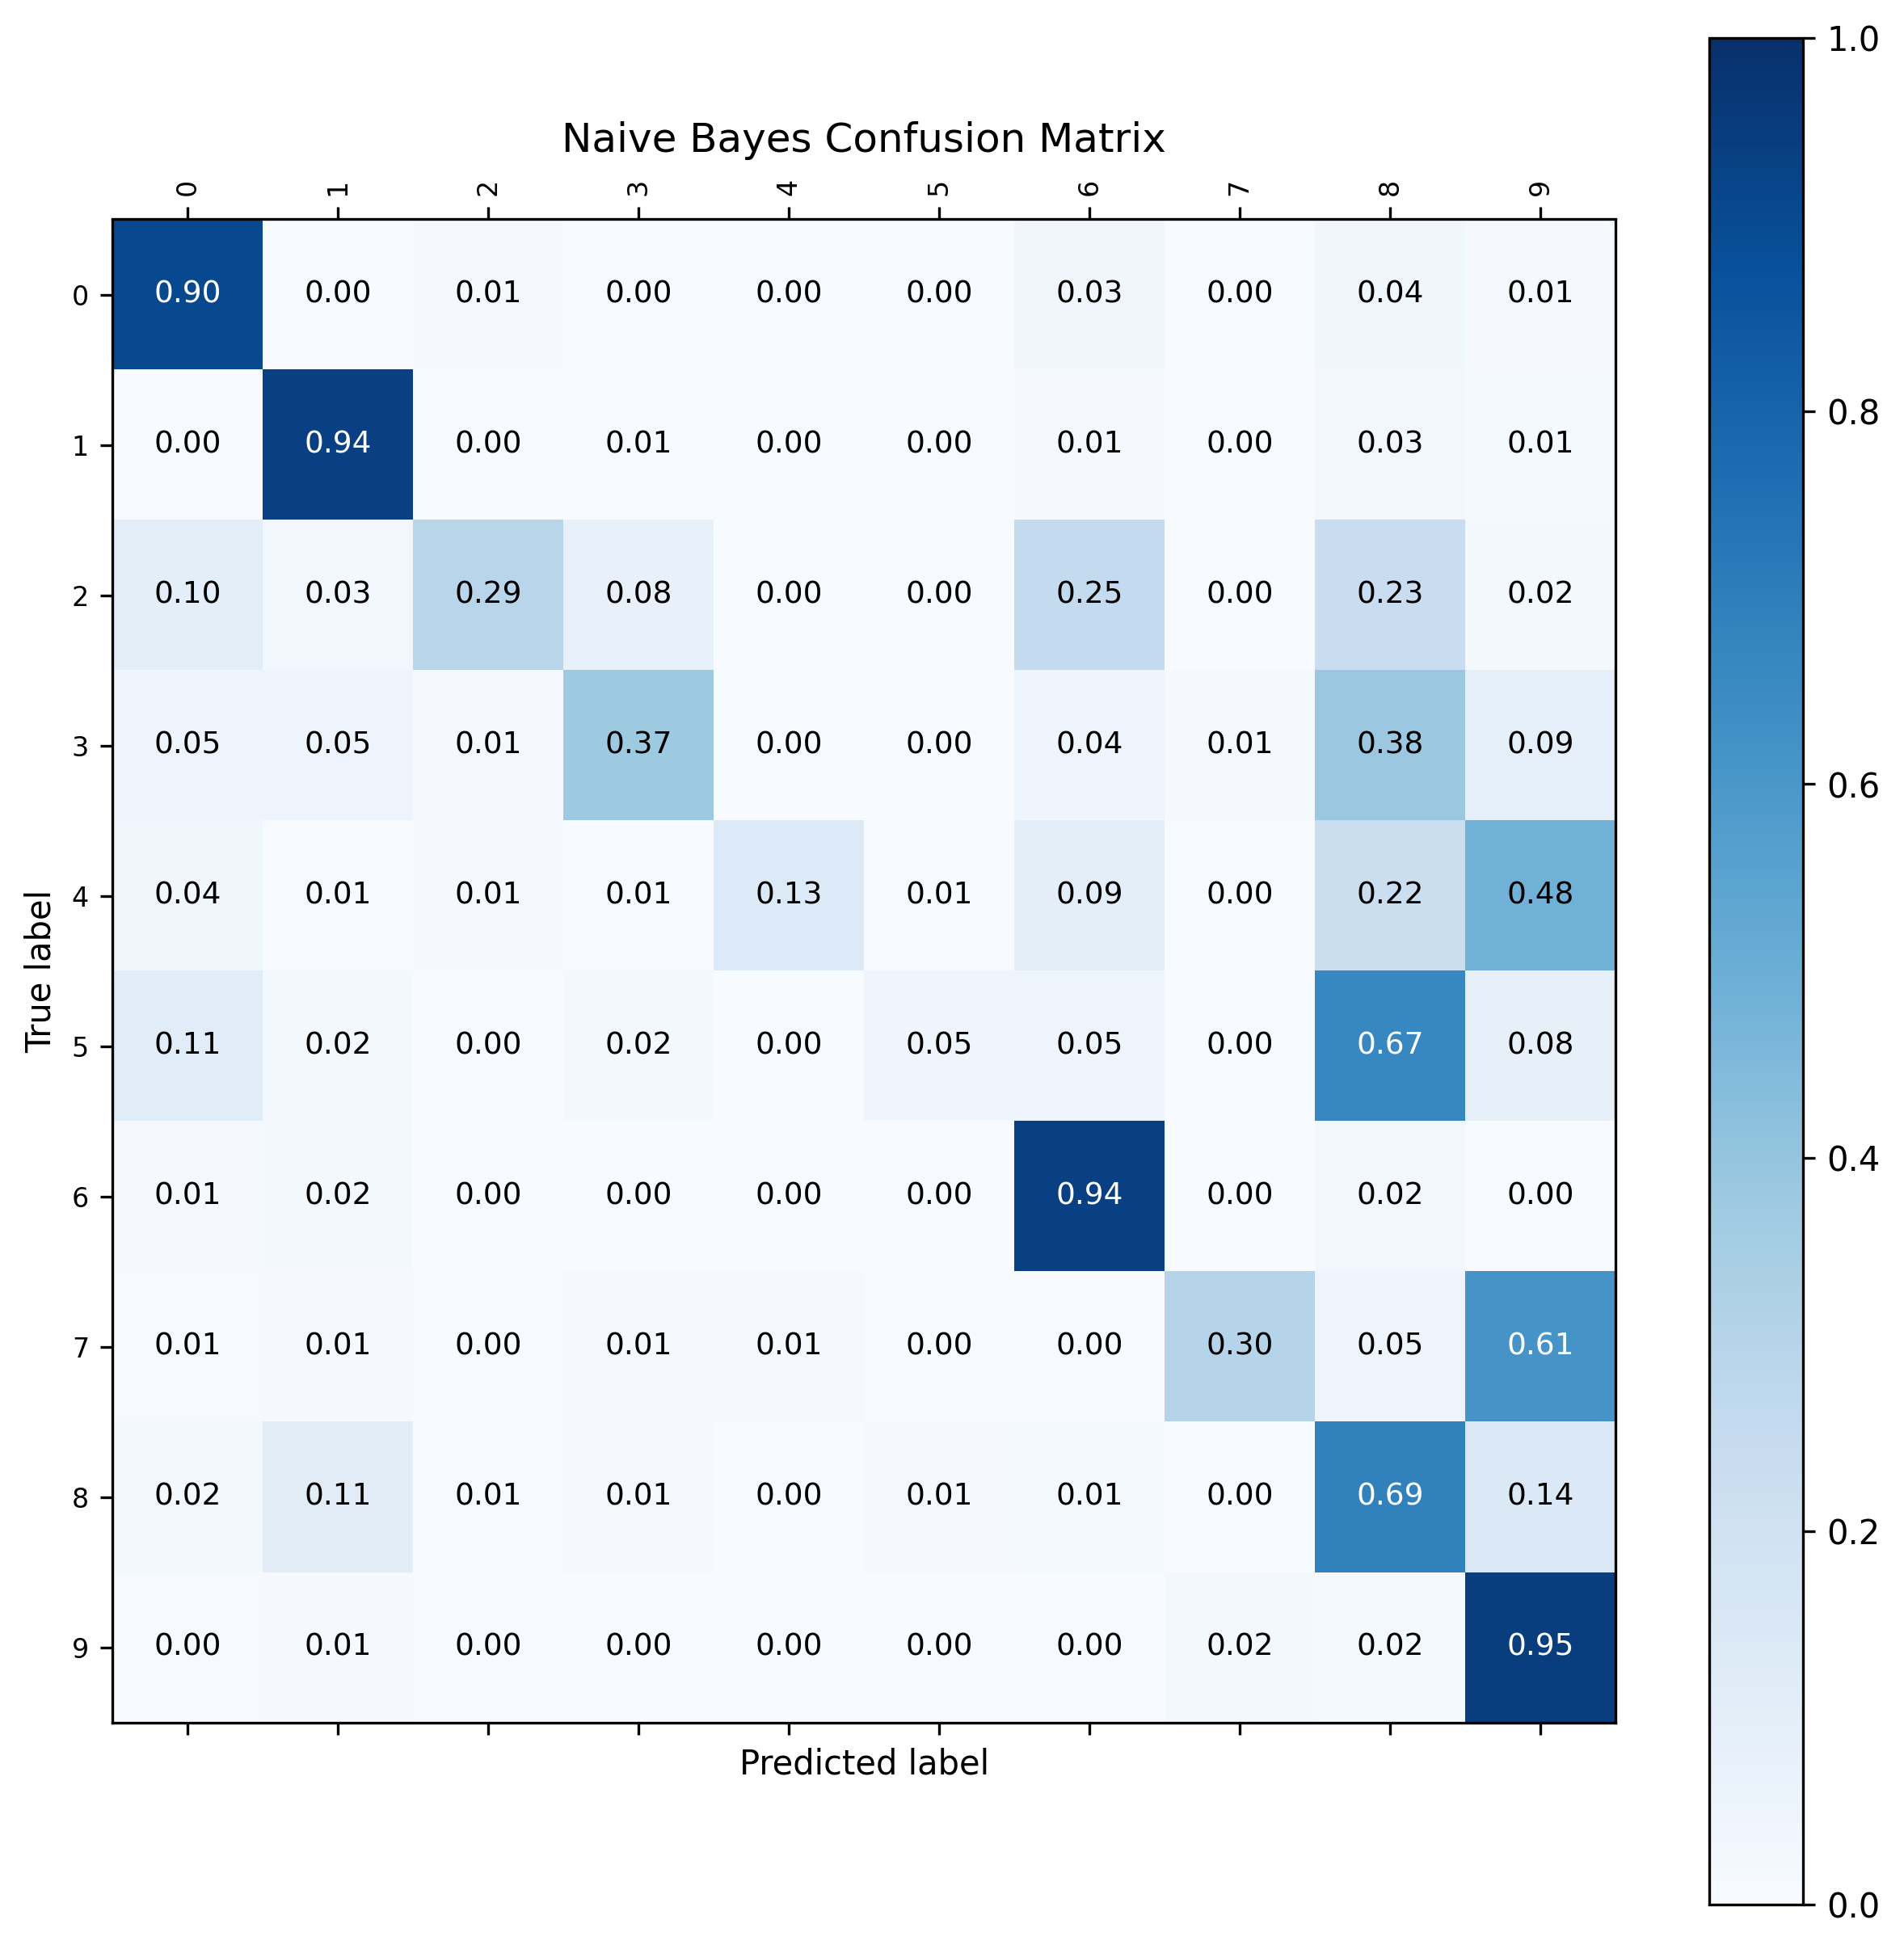 Naive Bayes Confusion Matrix
0 1 2 3 4 5 6 7 8 9
0 0.90 0.00 0.01 0.00 0.00 0.00 0.03 0.00 0.04 0.01
1 0.00 0.94 0.00 0.01 0.00 0.00 0.01 0.00 0.03 0.01
2 0.10 0.03 0.29 0.08 0.00 0.00 0.25 0.00 0.23 0.02
3 0.05 0.05 0.01 0.37 0.00 0.00 0.04 0.01 0.38 0.09
4 0.04 0.01 0.01 0.01 0.13 0.01 0.09 0.00 0.22 0.48
5 0.11 0.02 0.00 0.02 0.00 0.05 0.05 0.00 0.67 0.08
6 0.01 0.02 0.00 0.00 0.00 0.00 0.94 0.00 0.02 0.00
7 0.01 0.01 0.00 0.01 0.01 0.00 0.00 0.30 0.05 0.61
8 0.02 0.11 0.01 0.01 0.00 0.01 0.01 0.00 0.69 0.14
9 0.00 0.01 0.00 0.00 0.00 0.00 0.00 0.02 0.02 0.95
True label
Predicted label
1.0
0.8
0.6
0.4
0.2
0.0